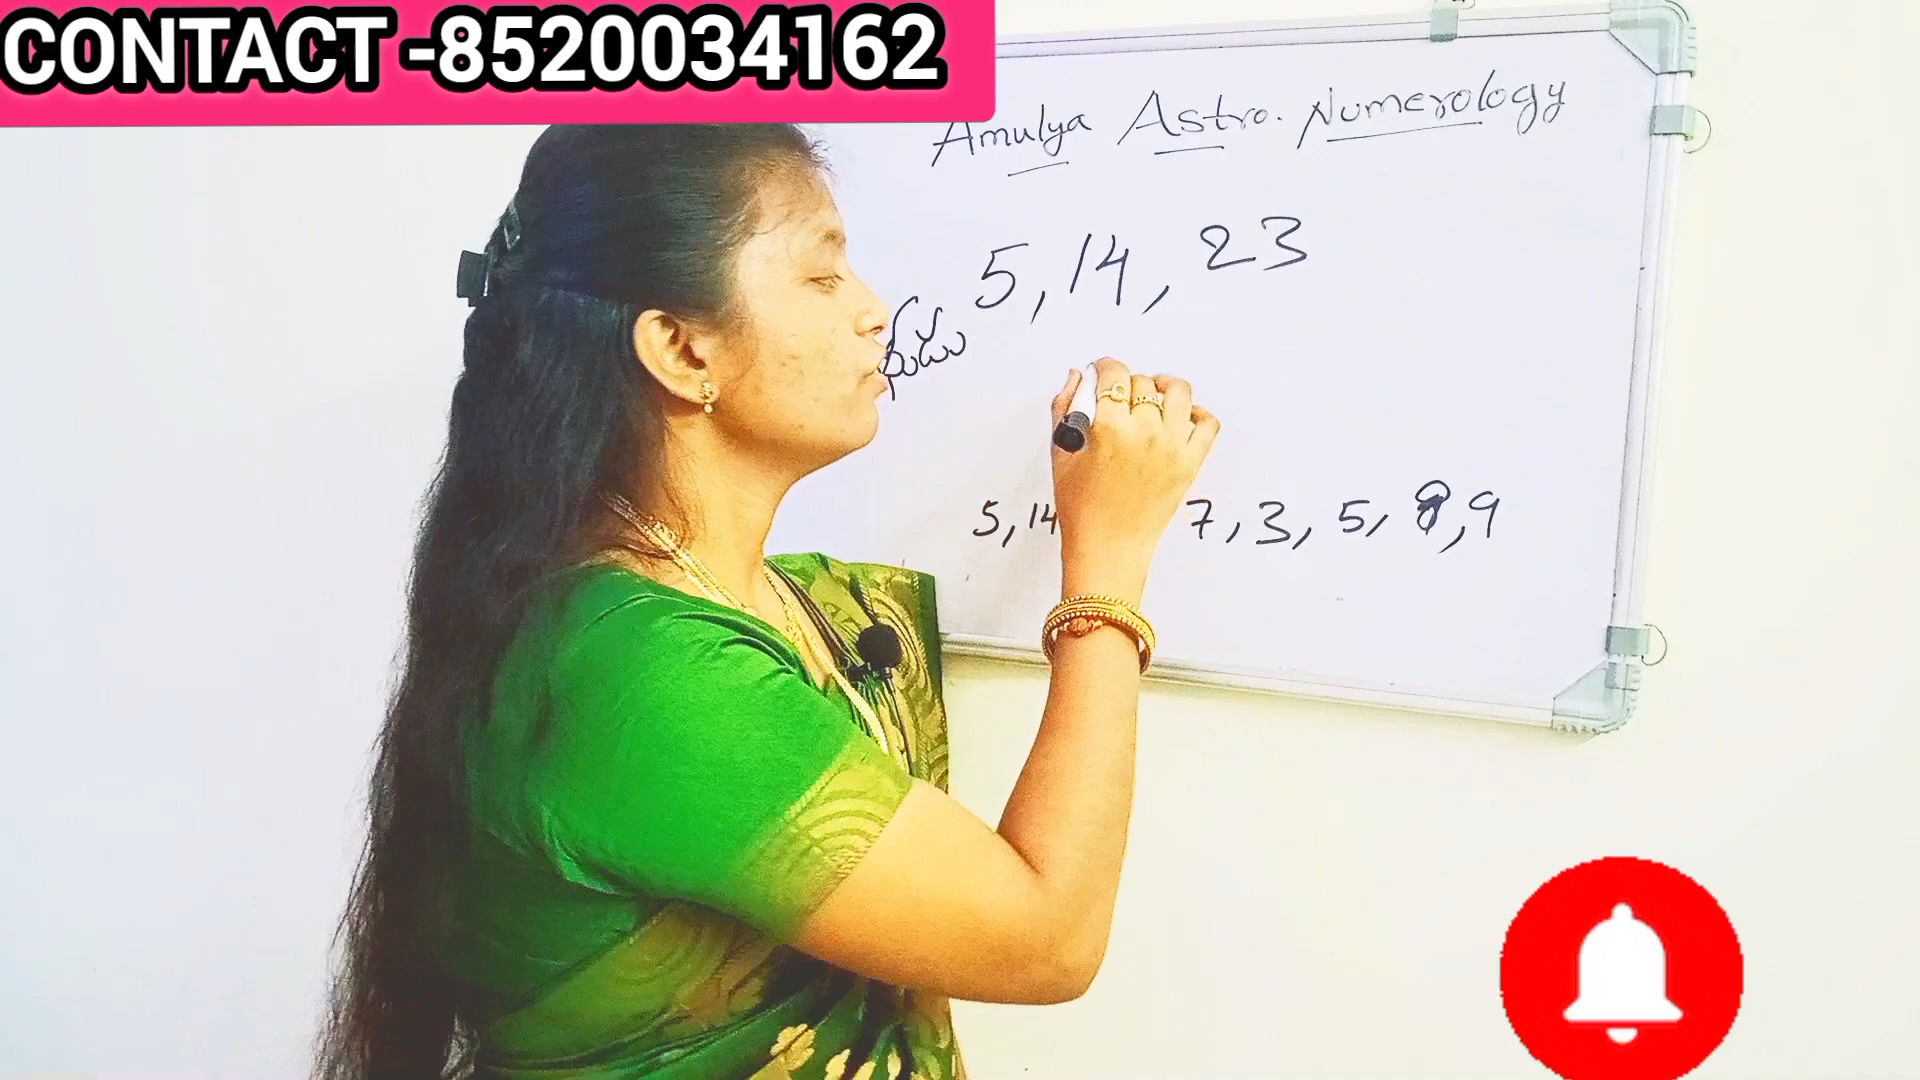 CONTACT -8520034162
Amulya Astro. Numerology
5, 14, 23
5, 14 7, 3, 5, 8, 9